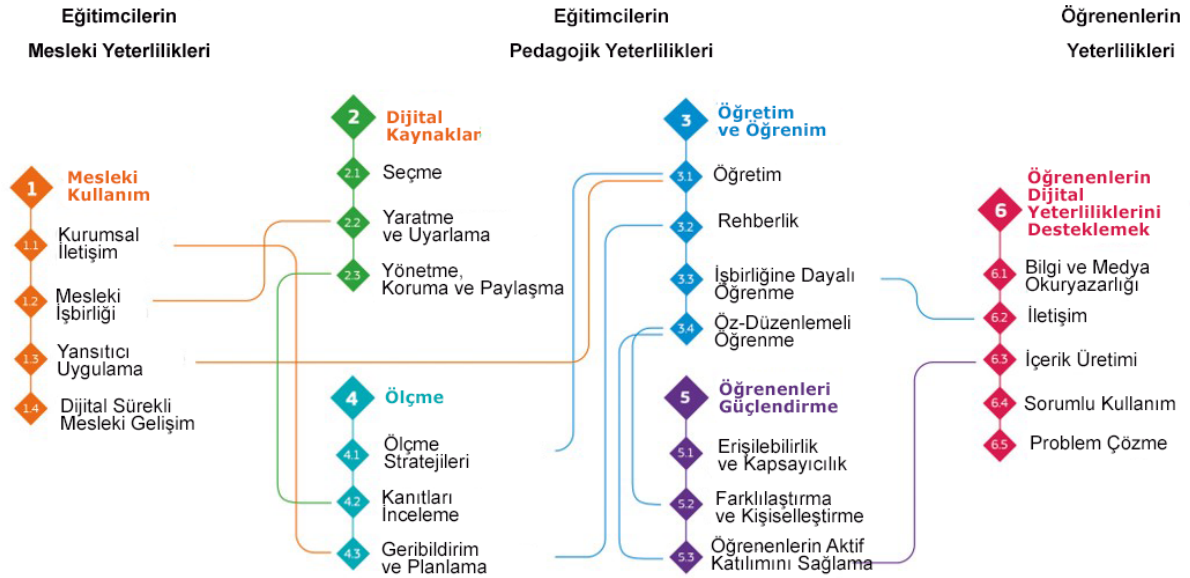 Eğitimcilerin
Mesleki Yeterlilikleri
Eğitimcilerin
Pedagojik Yeterlilikleri
Öğrenenlerin
Yeterlilikleri
1
Mesleki
Kullanım
1.1
Kurumsal
İletişim
1.2
Mesleki
İşbirliği
1.3
Yansıtıcı
Uygulama
1.4
Dijital Sürekli
Mesleki Gelişim
2
Dijital
Kaynaklar
2.1
Seçme
2.2
Yaratme
ve Uyarlama
2.3
Yönetme,
Koruma ve Paylaşma
3
Öğretim
ve Öğrenim
3.1
Öğretim
3.2
Rehberlik
3.3
İşbirliğine Dayalı
Öğrenme
3.4
Öz-Düzenlemeli
Öğrenme
4
Ölçme
4.1
Ölçme
Stratejileri
4.2
Kanıtları
İnceleme
4.3
Geribildirim
ve Planlama
5
Öğrenenleri
Güçlendirme
5.1
Erişilebilirlik
ve Kapsayıcılık
5.2
Farklılaştırma
ve Kişiselleştirme
5.3
Öğrenenlerin Aktif
Katılımını Sağlama
6
Öğrenenlerin
Dijital
Yeterliliklerini
Desteklemek
6.1
Bilgi ve Medya
Okuryazarlığı
6.2
İletişim
6.3
İçerik Üretimi
6.4
Sorumlu Kullanım
6.5
Problem Çözme